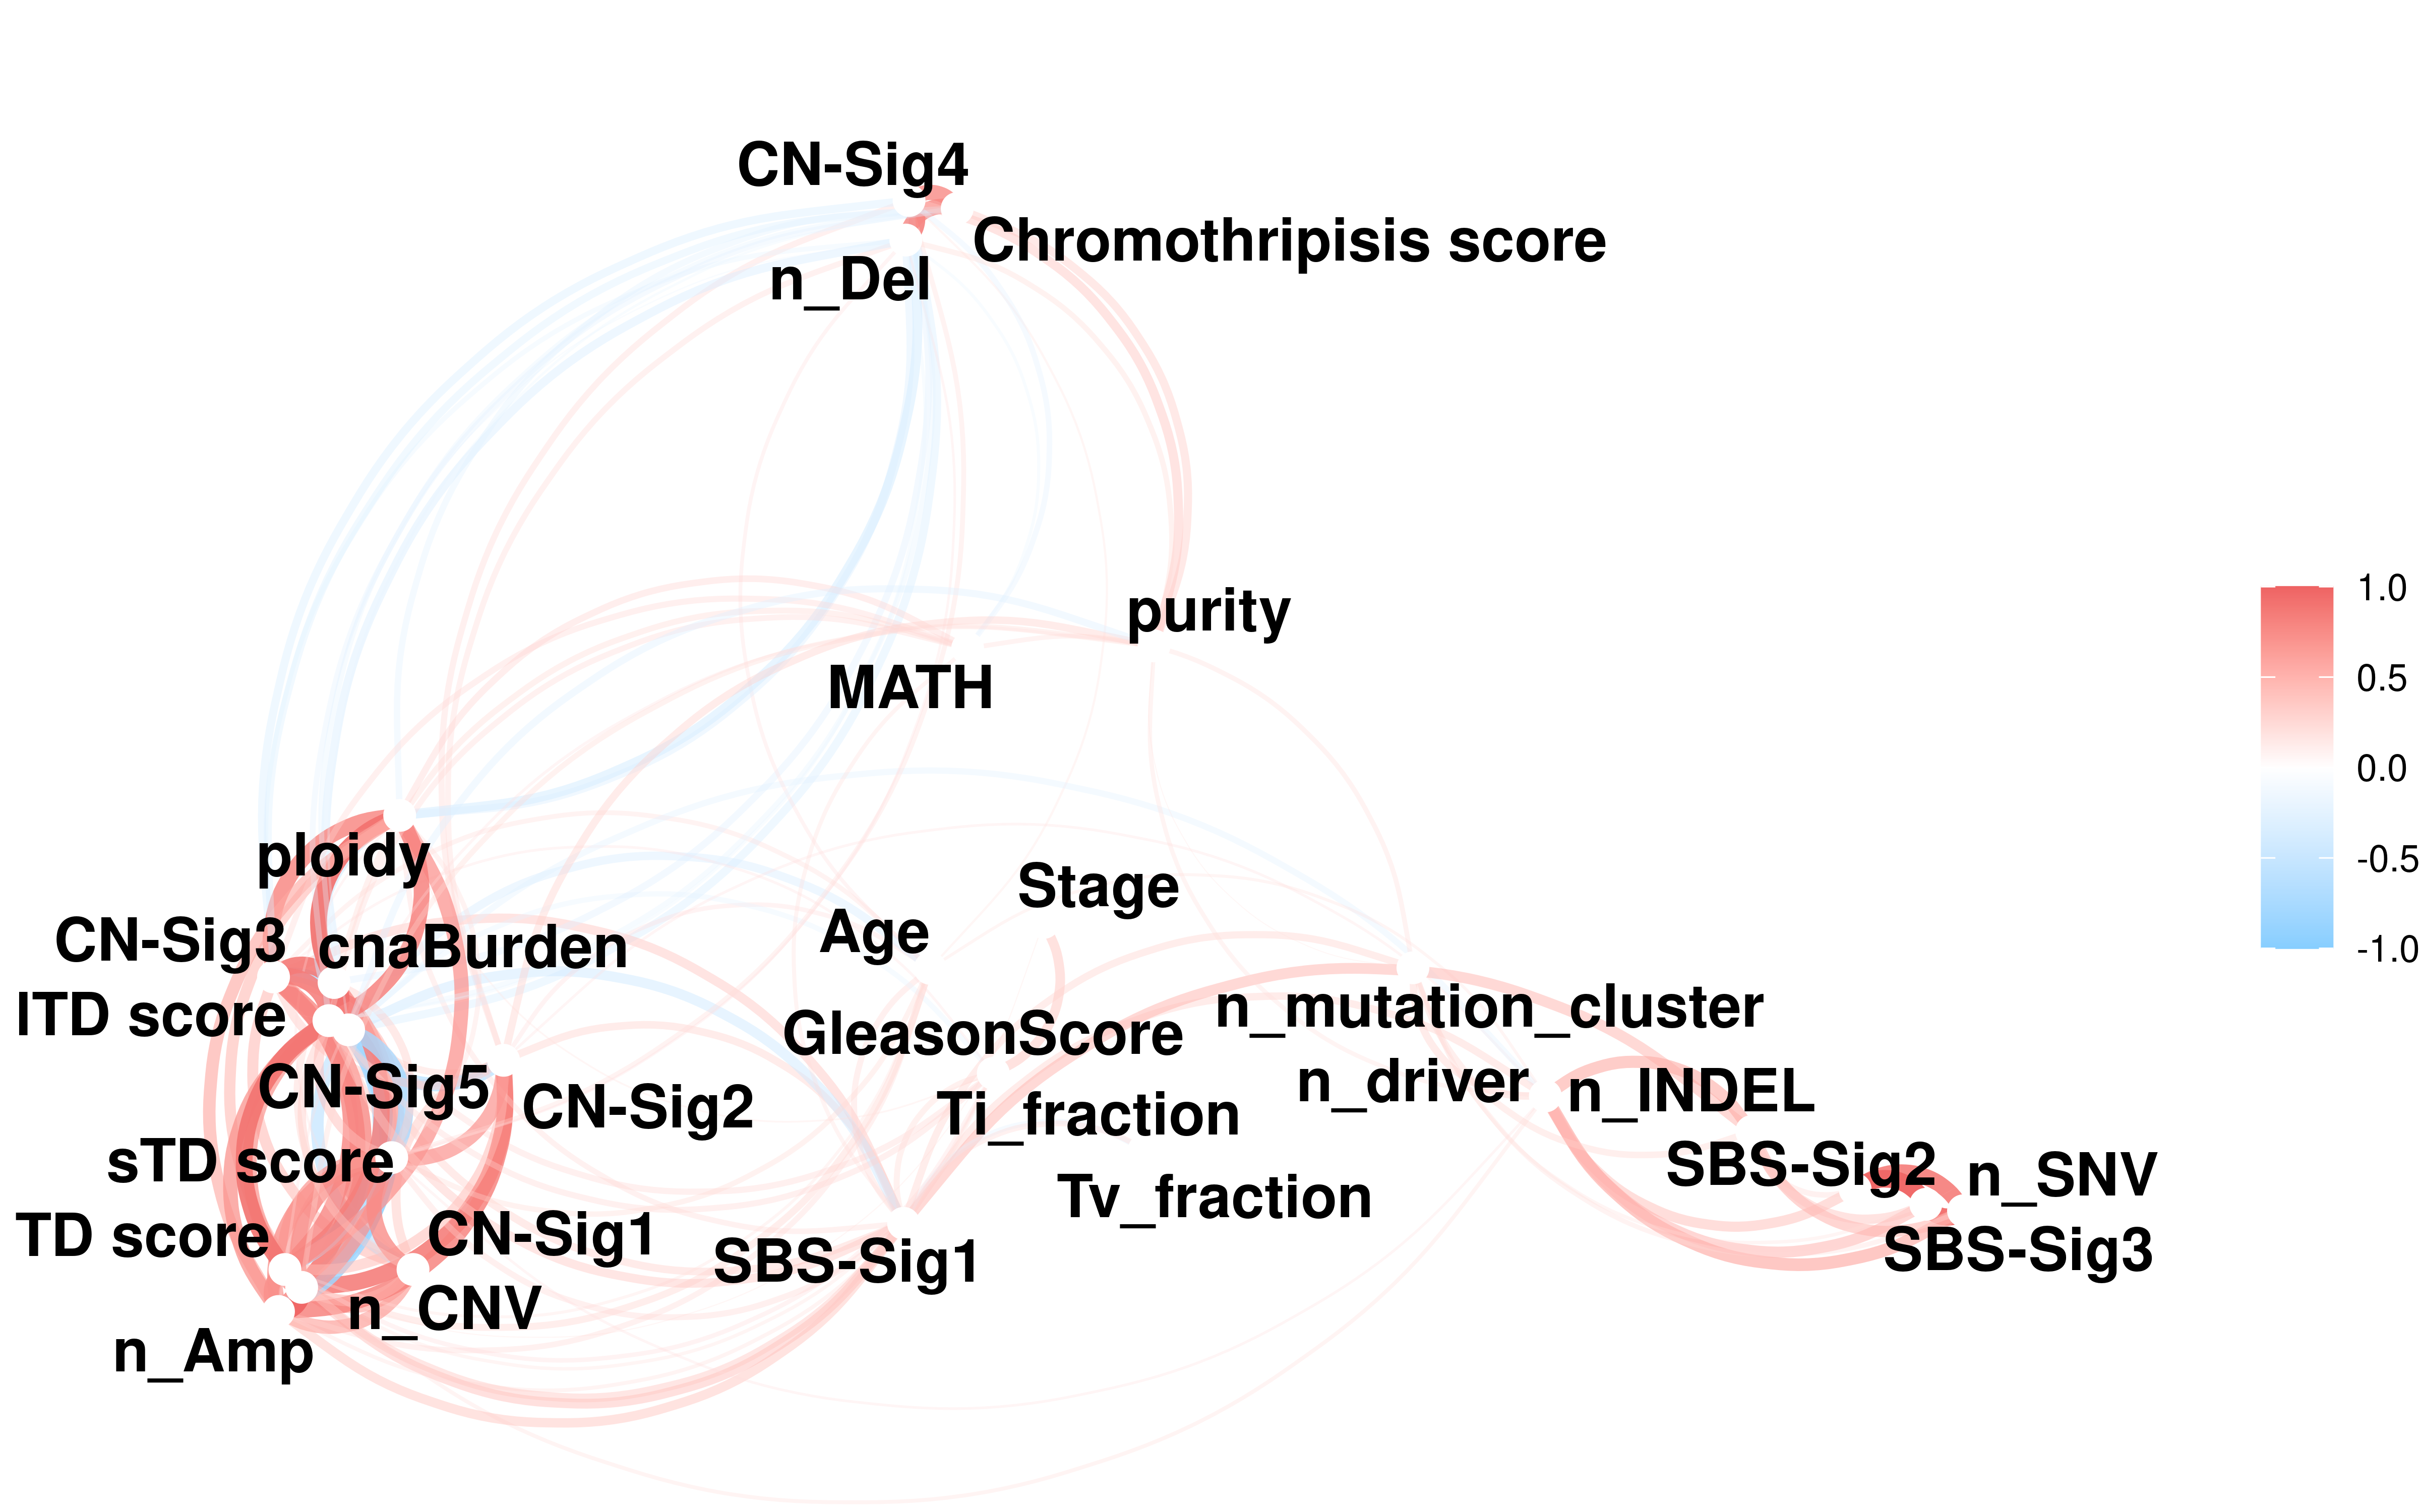 CN-Sig4
Chromothripisis score
n_Del
purity
MATH
ploidy
Stage
CN-Sig3
cnaBurden
Age
lTD score
GleasonScore
n_mutation_cluster
CN-Sig5
CN-Sig2
Ti_fraction
n_driver
n_INDEL
sTD score
SBS-Sig2
n_SNV
Tv_fraction
TD score
CN-Sig1
SBS-Sig1
SBS-Sig3
n_CNV
n_Amp
1.0
0.5
0.0
-0.5
-1.0